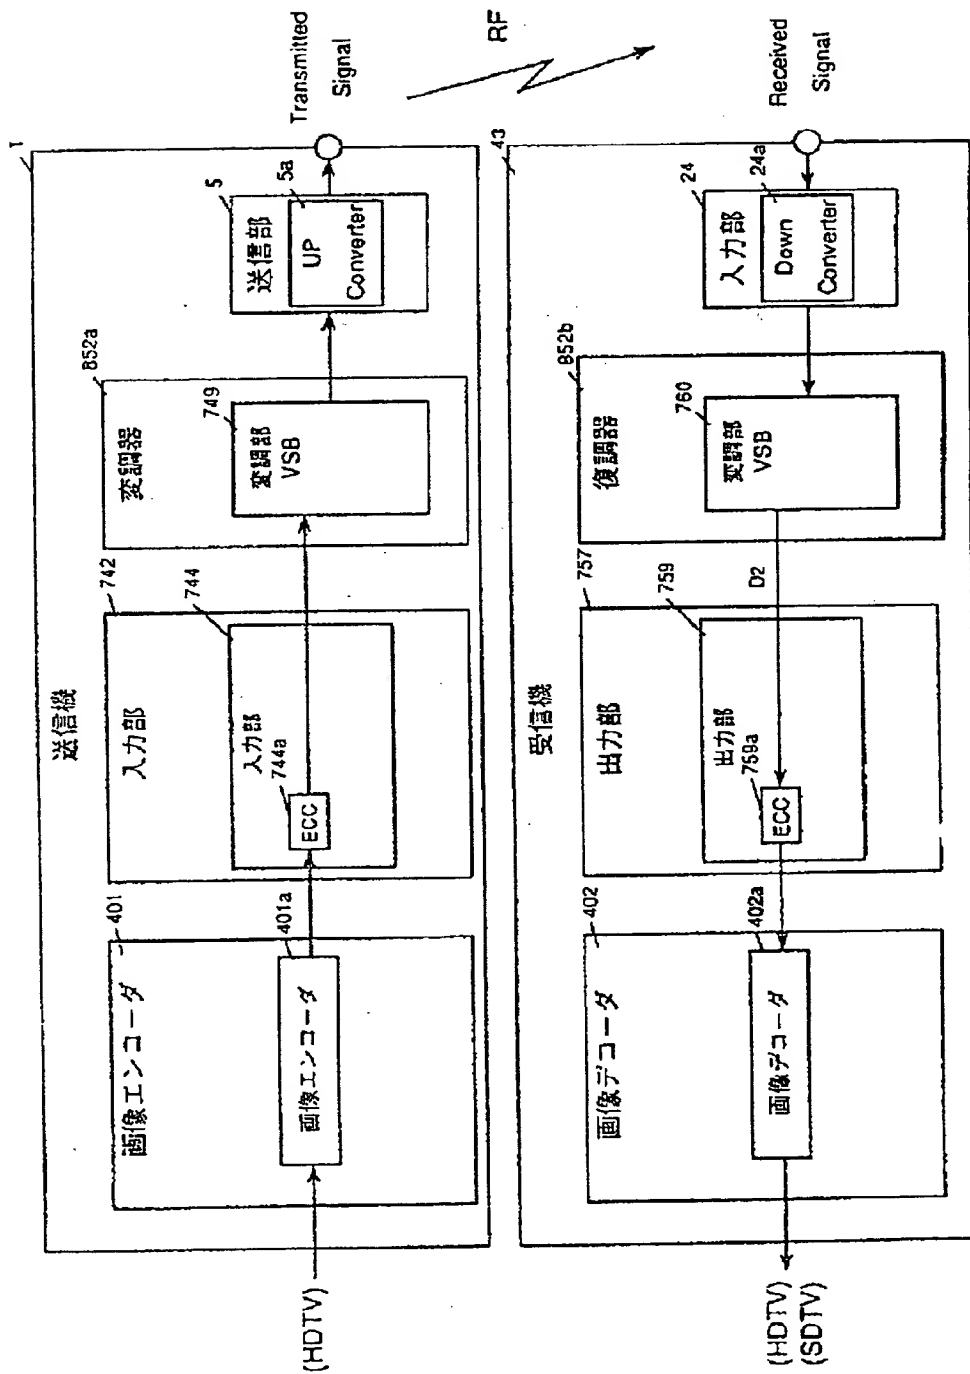 送信機
1
(HDTV)
画像エンコーダ
401
401a
画像エンコーダ
入力部
742
744
入力部
744a
ECC
変調器
852a
749
変調部
VSB
送信部
5
5a
UP
Converter
Transmitted
Signal
RF
受信機
43
Received
Signal
入力部
24
24a
Down
Converter
復調器
852b
760
変調部
VSB
D2
出力部
757
759
出力部
759a
ECC
画像デコーダ
402
402a
画像デコーダ
(HDTV)
(SDTV)